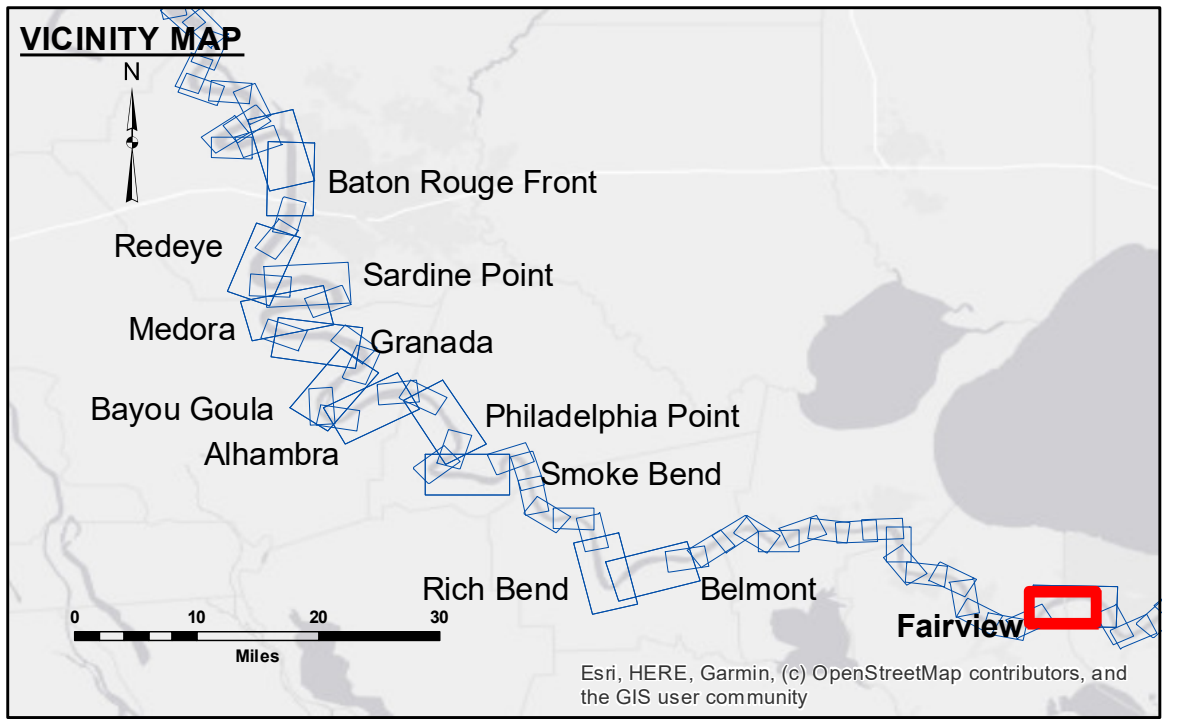 VICINITY MAP
N
Baton Rouge Front
Redeye
Sardine Point
Medora
Granada
Bayou Goula
Philadelphia Point
Alhambra
Smoke Bend
Rich Bend
Belmont
Fairview
0 10 20 30
Miles
Esri, HERE, Garmin, (c) OpenStreetMap contributors, and
the GIS user community